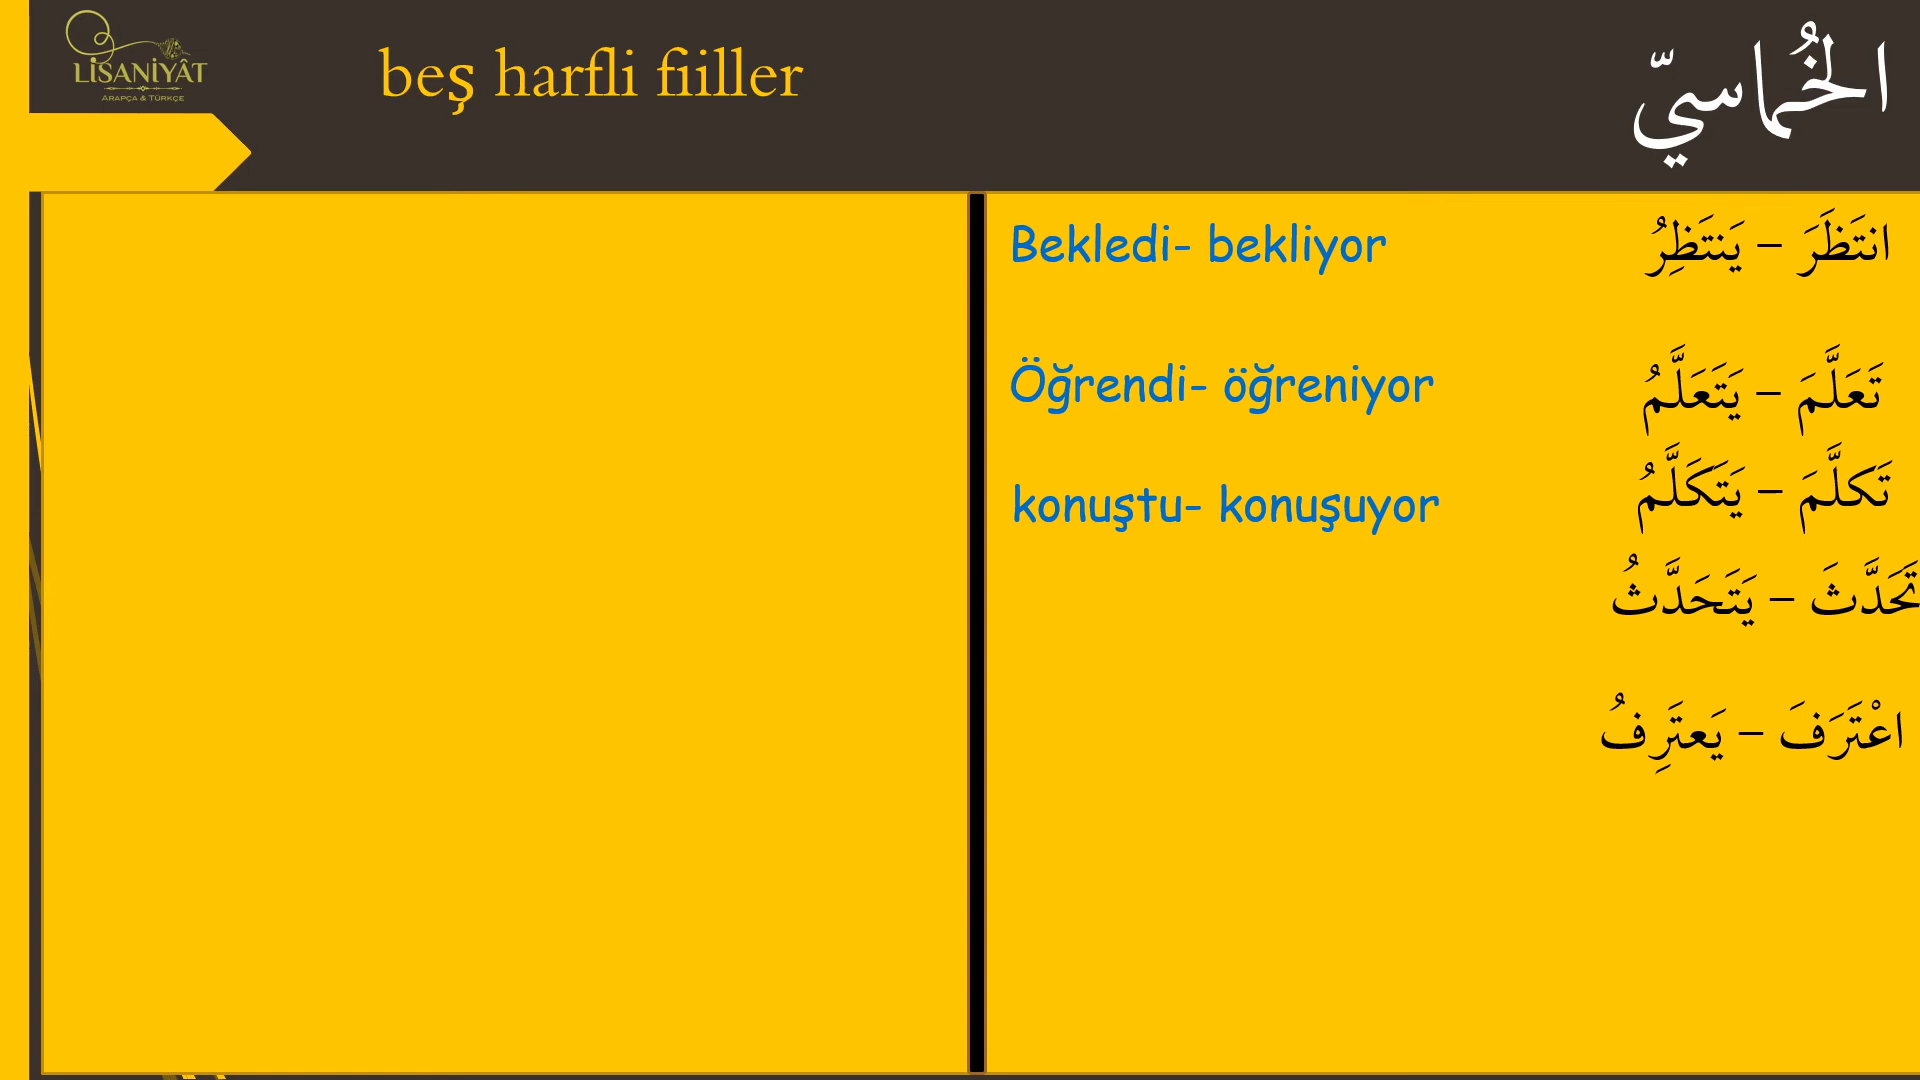 LİSANİYÂT
ARAPÇA & TÜRKÇE
beş harfli fiiller
الخُماسيّ
Bekledi- bekliyor
انتَظَرَ – يَنتَظِرُ
Öğrendi- öğreniyor
تَعَلَّمَ – يَتَعَلَّمُ
konuştu- konuşuyor
تَكلَّمَ – يَتَكَلَّمُ
تَحَدَّثَ – يَتَحَدَّثُ
اعْتَرَفَ – يَعتَرِفُ